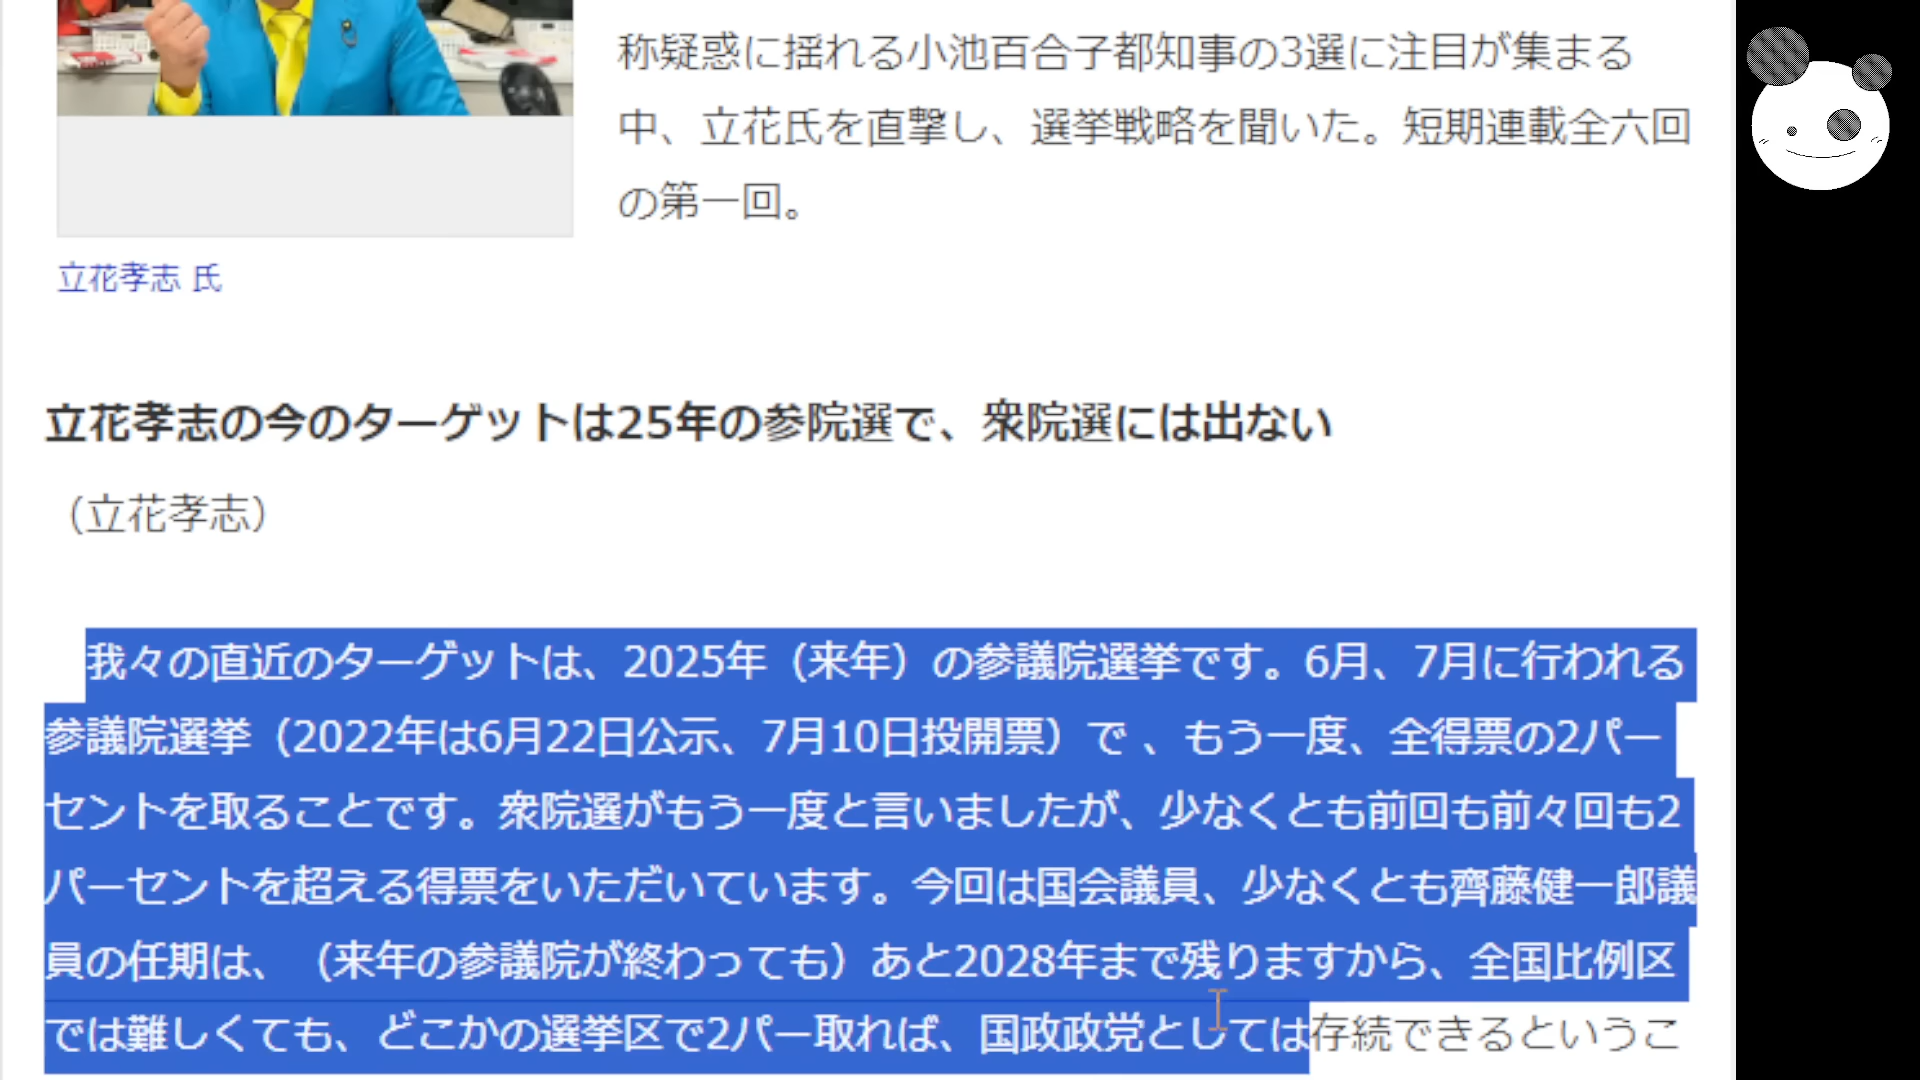 称疑惑に揺れる小池百合子都知事の3選に注目が集まる
中、立花氏を直撃し、選挙戦略を聞いた。短期連載全六回
の第一回。
立花孝志 氏
立花孝志の今のターゲットは25年の参院選で、衆院選には出ない
（立花孝志）
我々の直近のターゲットは、2025年（来年）の参議院選挙です。6月、7月に行われる
参議院選挙（2022年は6月22日公示、7月10日投開票）で 、もう一度、全得票の2パー
セントを取ることです。衆院選がもう一度と言いましたが、少なくとも前回も前々回も2
パーセントを超える得票をいただいています。今回は国会議員、少なくとも齊藤健一郎議
員の任期は、（来年の参議院が終わっても）あと2028年まで残りますから、全国比例区
では難しくても、どこかの選挙区で2パー取れば、国政政党としては存続できるというこ